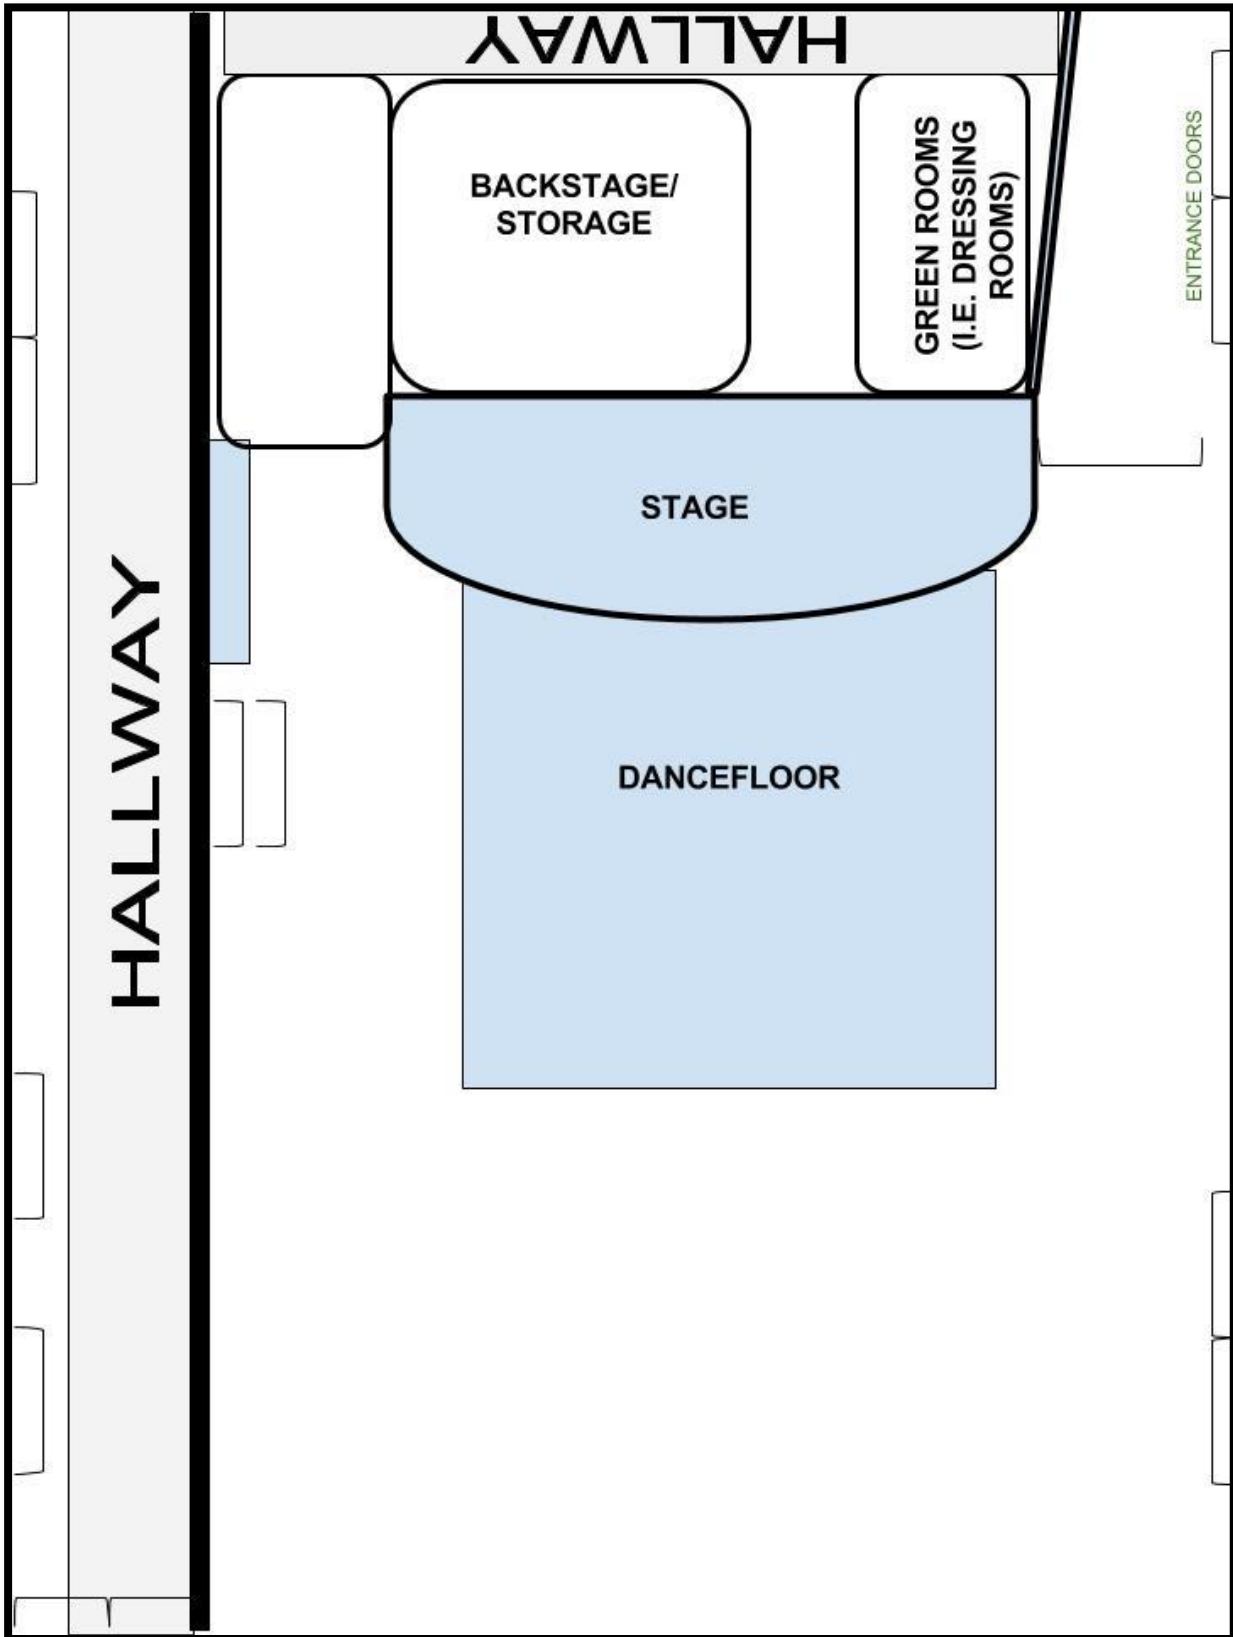 HALLWAY
BACKSTAGE/
STORAGE
GREEN ROOMS
(I.E. DRESSING
ROOMS)
ENTRANCE DOORS
STAGE
HALLWAY
DANCEFLOOR